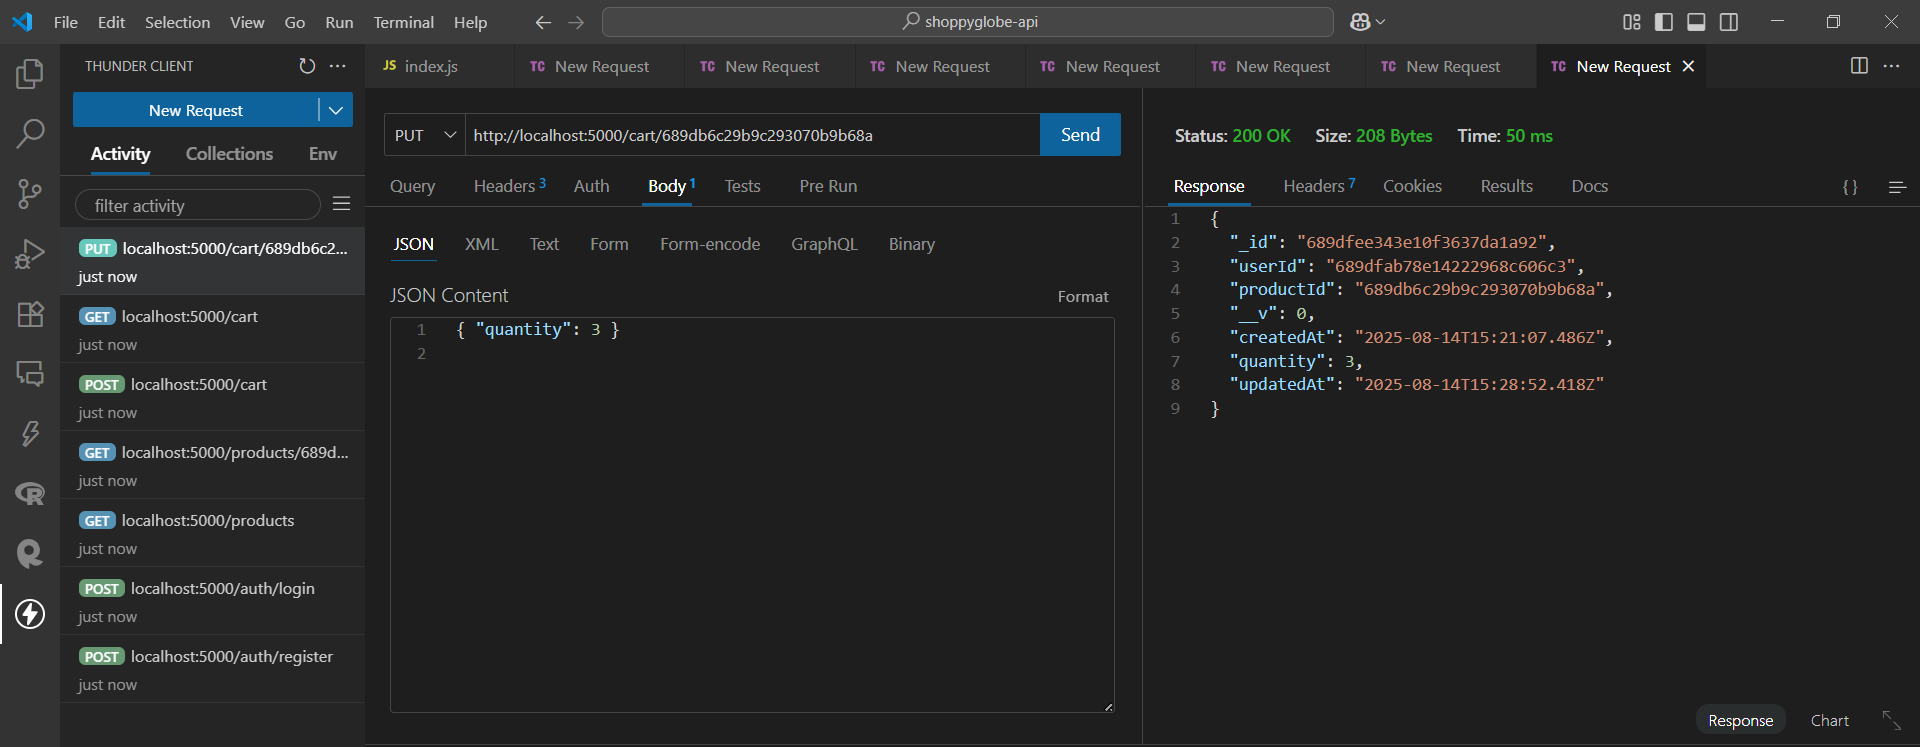 File Edit Selection View Go Run Terminal Help
shoppyglobe-api
THUNDER CLIENT
New Request
Activity Collections Env
filter activity
PUT localhost:5000/cart/689db6c2...
just now
GET localhost:5000/cart
just now
POST localhost:5000/cart
just now
GET localhost:5000/products/689d...
just now
GET localhost:5000/products
just now
POST localhost:5000/auth/login
just now
POST localhost:5000/auth/register
just now
JS index.js
TC New Request
TC New Request
TC New Request
TC New Request
TC New Request
TC New Request
TC New Request
PUT http://localhost:5000/cart/689db6c29b9c293070b9b68a Send
Query Headers 3 Auth Body 1 Tests Pre Run
JSON XML Text Form Form-encode GraphQL Binary
JSON Content Format
1 { "quantity": 3 }
2
Status: 200 OK Size: 208 Bytes Time: 50 ms
Response Headers 7 Cookies Results Docs {}
1 {
2 "_id": "689dfee343e10f3637da1a92",
3 "userId": "689dfab78e14222968c606c3",
4 "productId": "689db6c29b9c293070b9b68a",
5 "__v": 0,
6 "createdAt": "2025-08-14T15:21:07.486Z",
7 "quantity": 3,
8 "updatedAt": "2025-08-14T15:28:52.418Z"
9 }
Response Chart